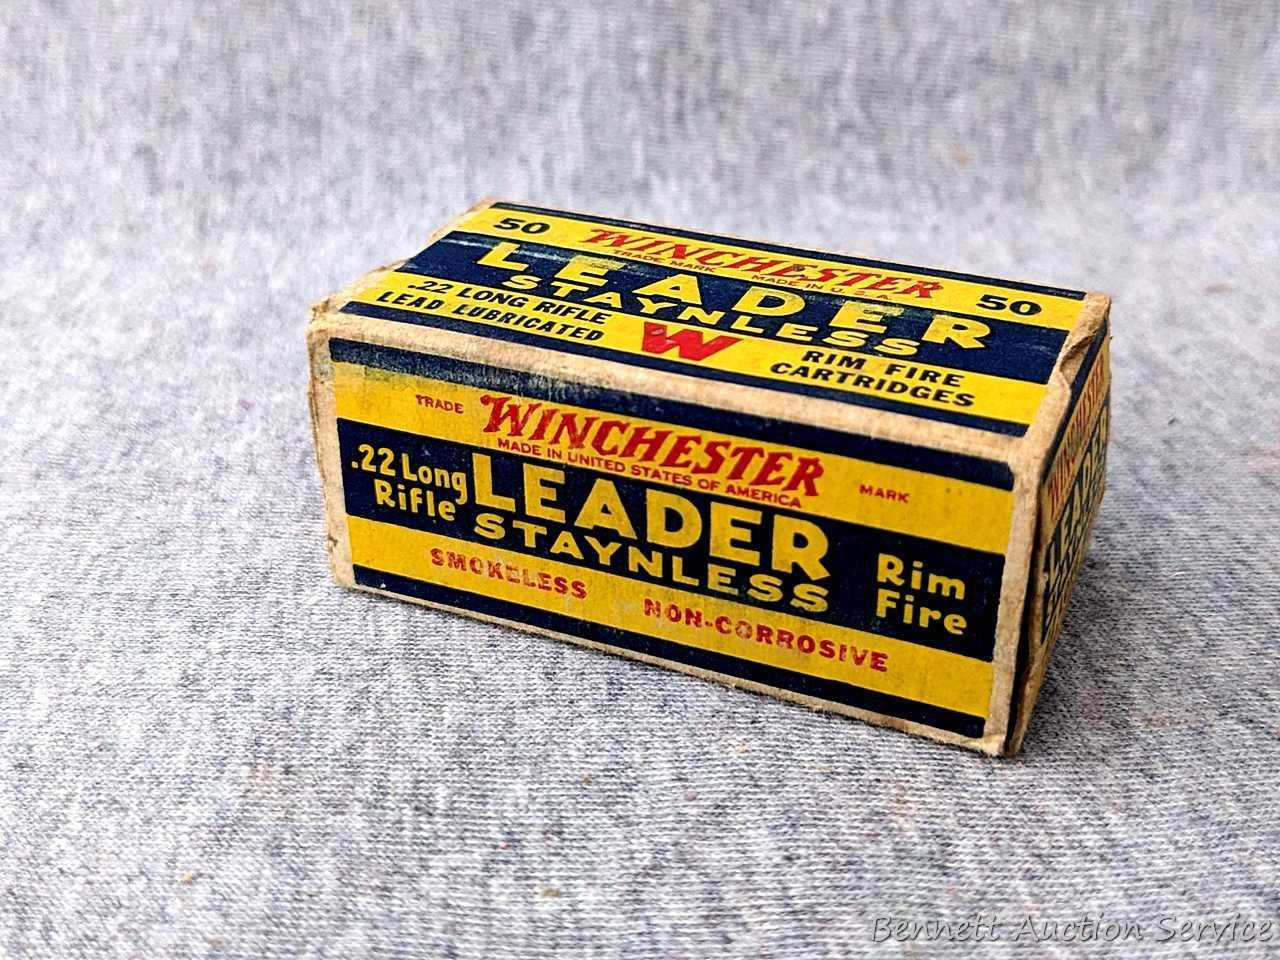 50 WINCHESTER 50
TRADE MARK MADE IN U.S.A.
LEADER
STAYNLESS
.22 LONG RIFLE
LEAD LUBRICATED
W
RIM FIRE
CARTRIDGES
TRADE WINCHESTER MARK
MADE IN UNITED STATES OF AMERICA
.22 Long
Rifle
LEADER
STAYNLESS
Rim
Fire
SMOKELESS NON-CORROSIVE
Bennett Auction Service